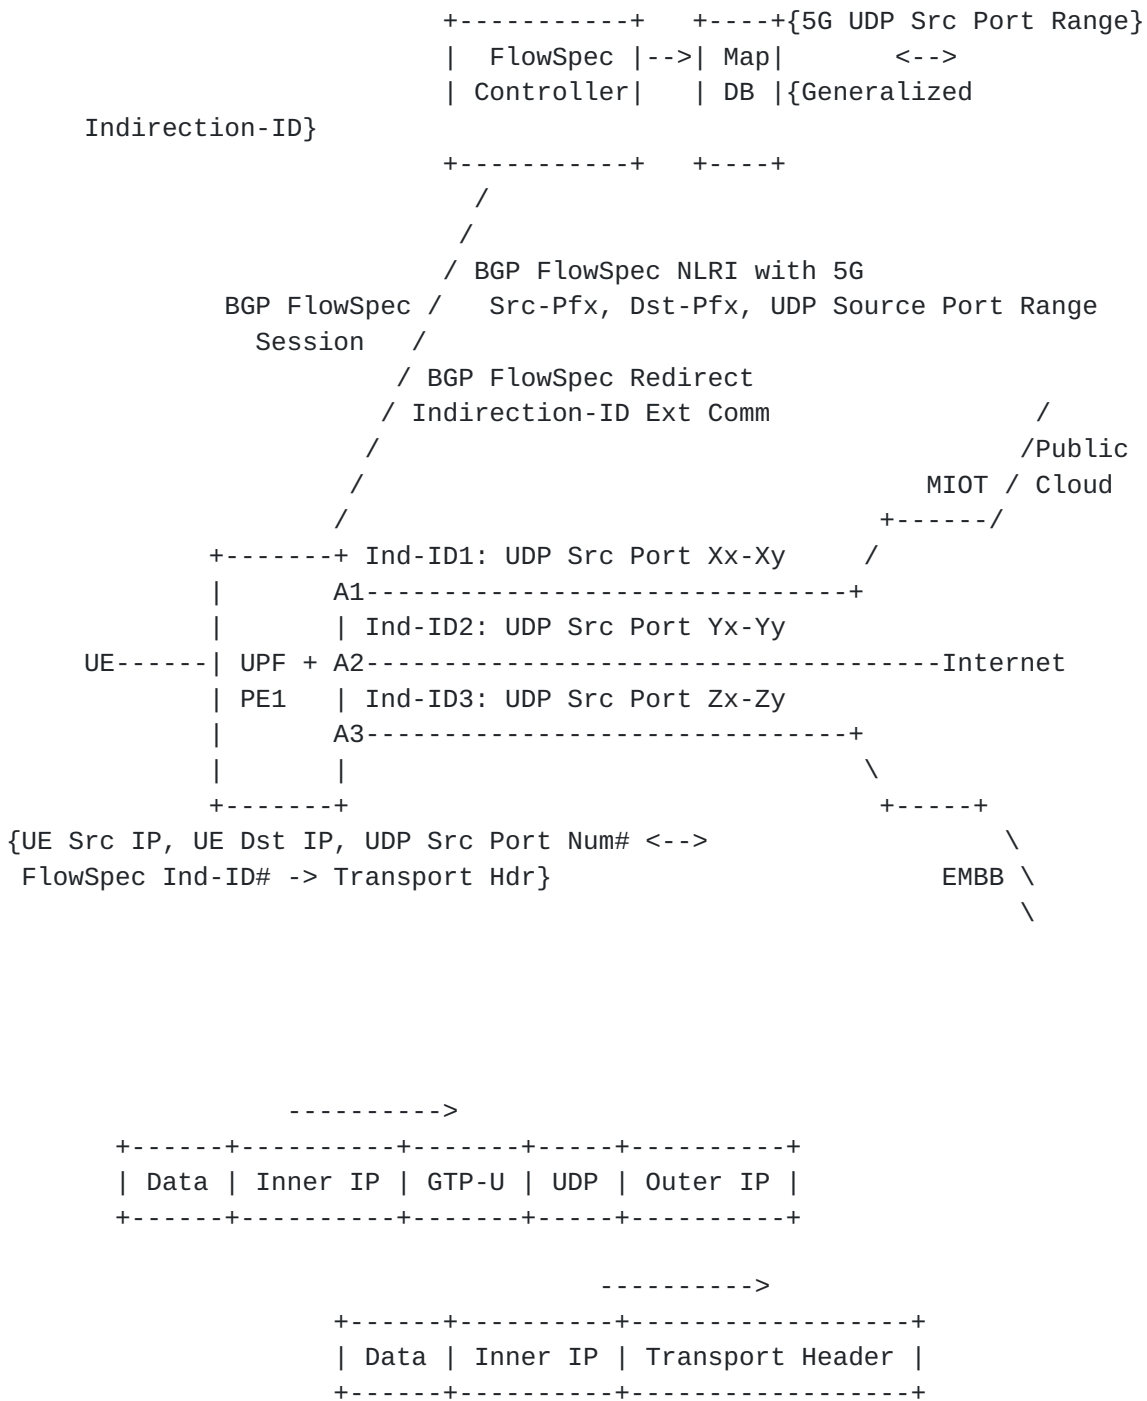 +-----------+   +----+{5G UDP Src Port Range}
                            |  FlowSpec |-->| Map|       <-->
                            | Controller|   | DB |{Generalized
     Indirection-ID}
                            +-----------+   +----+
                              /
                             /
                            / BGP FlowSpec NLRI with 5G
              BGP FlowSpec /   Src-Pfx, Dst-Pfx, UDP Source Port Range
                Session   /
                         / BGP FlowSpec Redirect
                        / Indirection-ID Ext Comm                 /
                       /                                         /Public
                      /                                    MIOT / Cloud
                     /                                  +------/
             +-------+ Ind-ID1: UDP Src Port Xx-Xy     /
             |       A1-------------------------------+
             |       | Ind-ID2: UDP Src Port Yx-Yy
     UE------| UPF + A2-------------------------------------Internet
             | PE1   | Ind-ID3: UDP Src Port Zx-Zy
             |       A3-------------------------------+
             |       |                                 \
             +-------+                                  +-----+
{UE Src IP, UE Dst IP, UDP Src Port Num# <-->                   \
 FlowSpec Ind-ID# -> Transport Hdr}                         EMBB \
                                                                 \
                  ---------->
       +------+----------+-------+-----+----------+
       | Data | Inner IP | GTP-U | UDP | Outer IP |
       +------+----------+-------+-----+----------+
                                      ---------->
                     +------+----------+------------------+
                     | Data | Inner IP | Transport Header |
                     +------+----------+------------------+